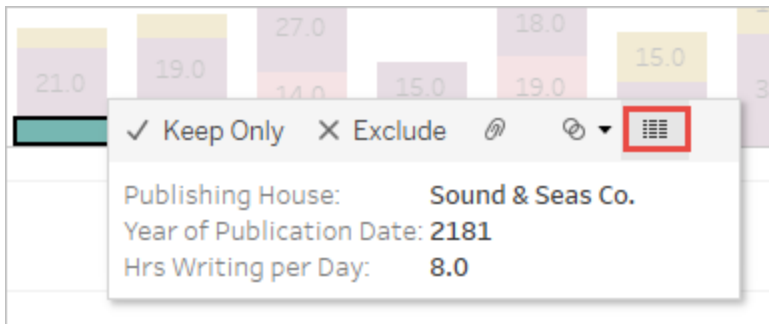 27.0 18.0
21.0 19.0 15.0
14.0 15.0 19.0
Keep Only Exclude
Publishing House: Sound & Seas Co.
Year of Publication Date: 2181
Hrs Writing per Day: 8.0